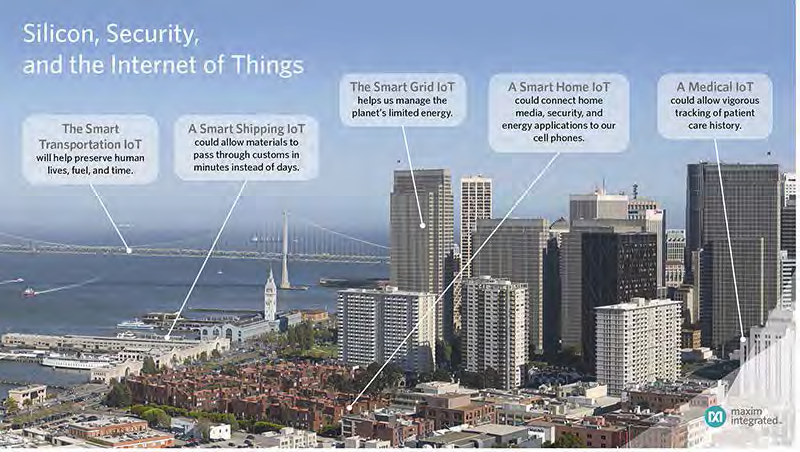 Silicon, Security,
and the Internet of Things
The Smart
Transportation IoT
will help preserve human
lives, fuel, and time.
A Smart Shipping IoT
could allow materials to
pass through customs in
minutes instead of days.
The Smart Grid IoT
helps us manage the
planet's limited energy.
A Smart Home IoT
could connect home
media, security, and
energy applications to our
cell phones.
A Medical IoT
could allow vigorous
tracking of patient
care history.
maxim
integrated™